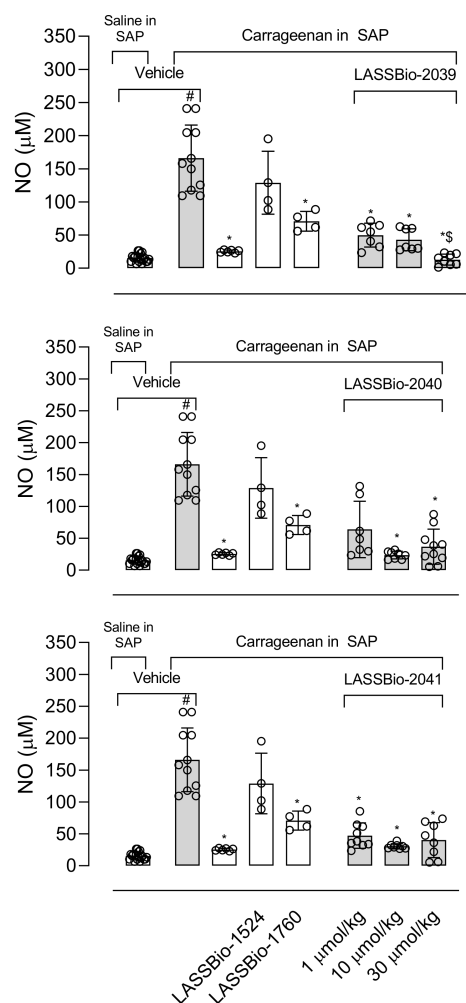 Saline in
SAP
Carrageenan in SAP
Vehicle
LASSBio-2039
NO (µM)
350
300
250
200
150
100
50
0
#
*
*
*
*
*$
Saline in
SAP
Carrageenan in SAP
Vehicle
LASSBio-2040
NO (µM)
350
300
250
200
150
100
50
0
#
*
*
*
*
Saline in
SAP
Carrageenan in SAP
Vehicle
LASSBio-2041
NO (µM)
350
300
250
200
150
100
50
0
#
*
*
*
*
*
LASSBio-1524
LASSBio-1760
1 µmol/kg
10 µmol/kg
30 µmol/kg